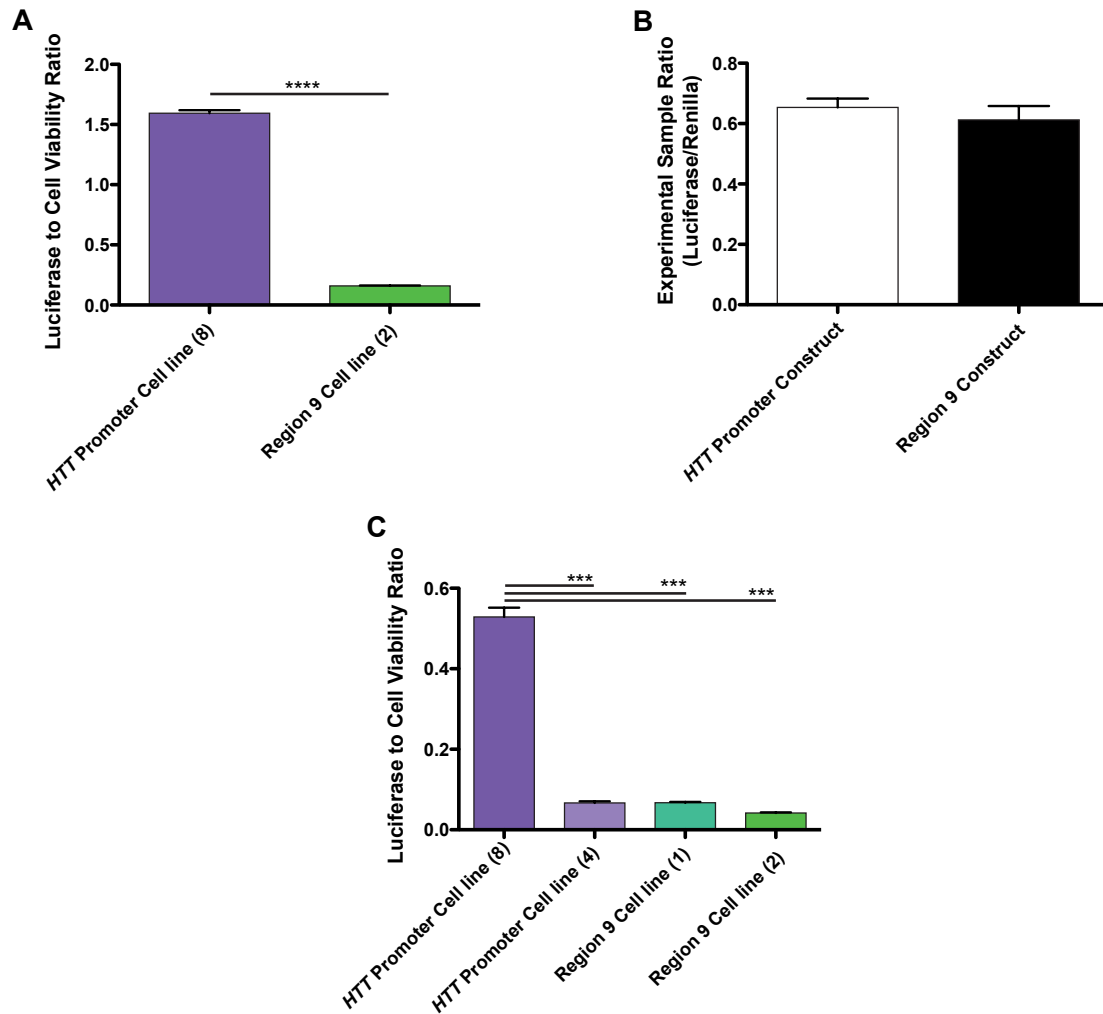 A
Luciferase to Cell Viability Ratio
2.0
1.5
1.0
0.5
0.0
****
HTT Promoter Cell line (8)
Region 9 Cell line (2)
B
Experimental Sample Ratio
(Luciferase/Renilla)
0.8
0.6
0.4
0.2
0.0
HTT Promoter Construct
Region 9 Construct
C
Luciferase to Cell Viability Ratio
0.6
0.4
0.2
0.0
***
***
***
HTT Promoter Cell line (8)
HTT Promoter Cell line (4)
Region 9 Cell line (1)
Region 9 Cell line (2)